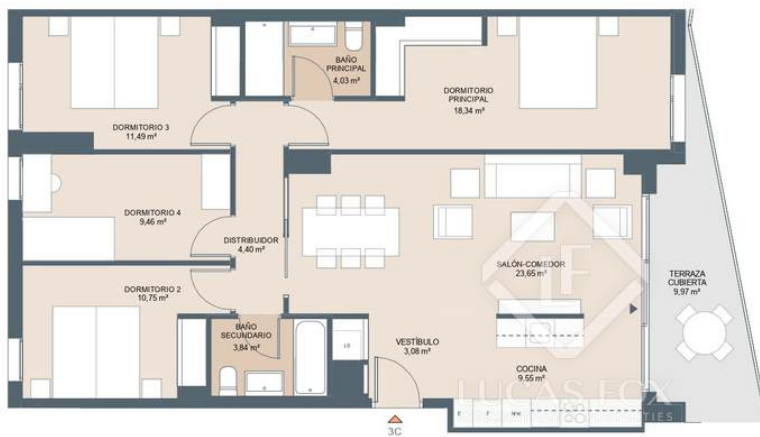 BAÑO
PRINCIPAL
4,03 m²
DORMITORIO
PRINCIPAL
18,34 m²
DORMITORIO 3
11,49 m²
DORMITORIO 4
9,46 m²
DISTRIBUIDOR
4,40 m²
SALÓN-COMEDOR
23,65 m²
TERRAZA
CUBIERTA
9,97 m²
DORMITORIO 2
10,75 m²
BAÑO
SECUNDARIO
3,84 m²
VESTÍBULO
3,08 m²
COCINA
9,55 m²
LF
LUCAS FOX
PROPERTIES
3C